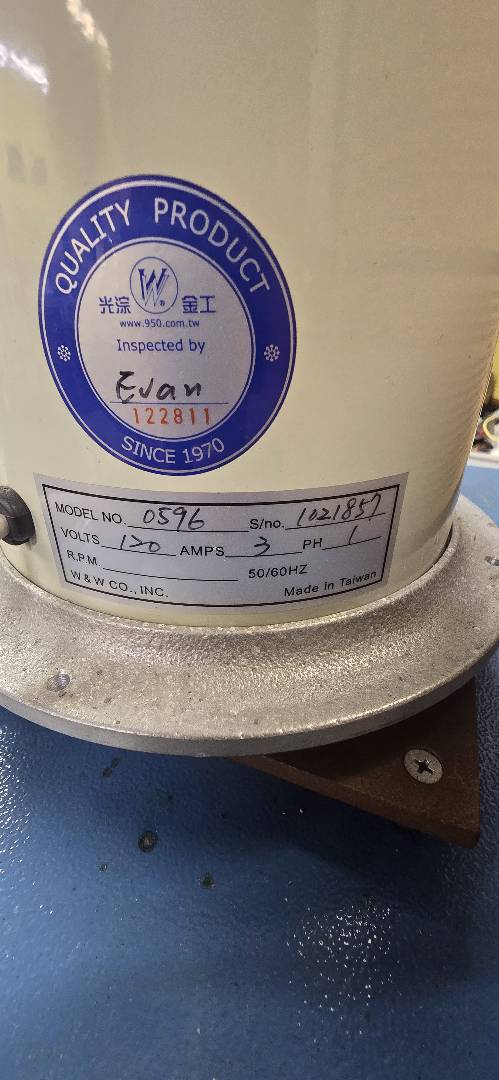 QUALITY PRODUCT
W®
光淙 金工
www.950.com.tw
Inspected by
Evan
122811
SINCE 1970
MODEL NO. 0596 S/no. 1021857
VOLTS 120 AMPS 3 PH 1
R.P.M. 50/60HZ
W & W CO., INC. Made in Taiwan